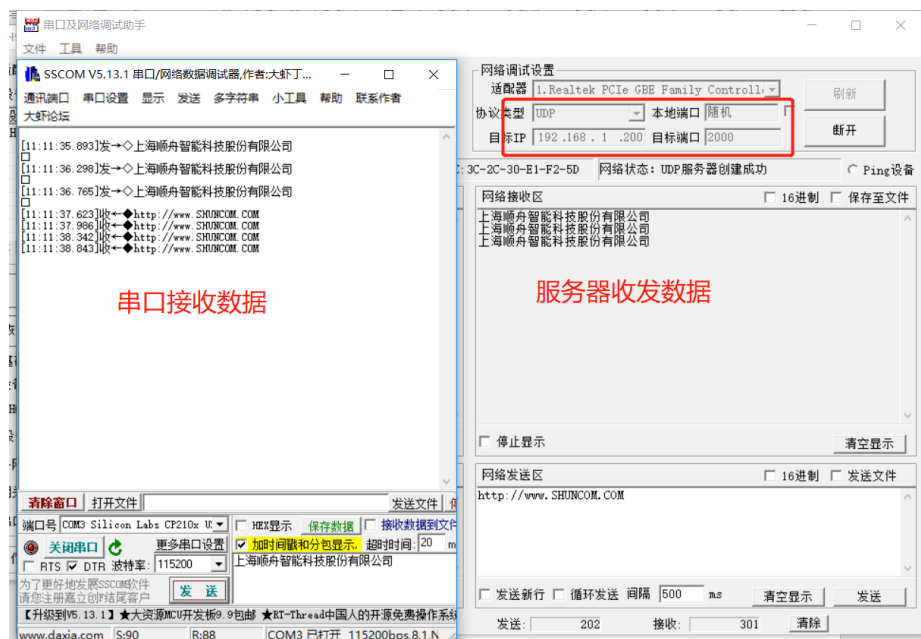 串口及网络调试助手
文件 工具 帮助
SSCOM V5.13.1 串口/网络数据调试器,作者:大虾丁...
通讯端口 串口设置 显示 发送 多字符串 小工具 帮助 联系作者
大虾论坛
[11:11:35.893]发→◇上海顺舟智能科技股份有限公司
□
[11:11:36.298]发→◇上海顺舟智能科技股份有限公司
□
[11:11:36.765]发→◇上海顺舟智能科技股份有限公司
□
[11:11:37.623]收←◆http://www.SHUNCOM.COM
[11:11:37.986]收←◆http://www.SHUNCOM.COM
[11:11:38.342]收←◆http://www.SHUNCOM.COM
[11:11:38.843]收←◆http://www.SHUNCOM.COM
串口接收数据
清除窗口 打开文件 发送文件
端口号 COM3 Silicon Labs CP210x U HEX显示 保存数据 接收数据到文件
关闭串口 更多串口设置 加时间戳和分包显示, 超时时间: 20 m
RTS DTR 波特率: 115200 上海顺舟智能科技股份有限公司
为了更好地发展SSCOM软件
请您注册嘉立创F结尾客户
发 送
【升级到V5.13.1】★大资源MCU开发板9.9包邮 ★RT-Thread中国人的开源免费操作系统
www.daxia.com S:90 R:88 COM3 已打开 115200bps,8,1,N
网络调试设置
适配器 1.Realtek PCIe GBE Family Controll 刷新
协议类型 UDP 本地端口 随机
目标IP 192 .168 . 1 .200 目标端口 2000 断开
C:3C-2C-30-E1-F2-5D 网络状态：UDP服务器创建成功 Ping设备
网络接收区 16进制 保存至文件
上海顺舟智能科技股份有限公司
上海顺舟智能科技股份有限公司
上海顺舟智能科技股份有限公司
服务器收发数据
停止显示 清空显示
网络发送区 16进制 发送文件
http://www.SHUNCOM.COM
发送新行 循环发送 间隔 500 ms 清空显示 发送
发送: 202 接收: 301 清除